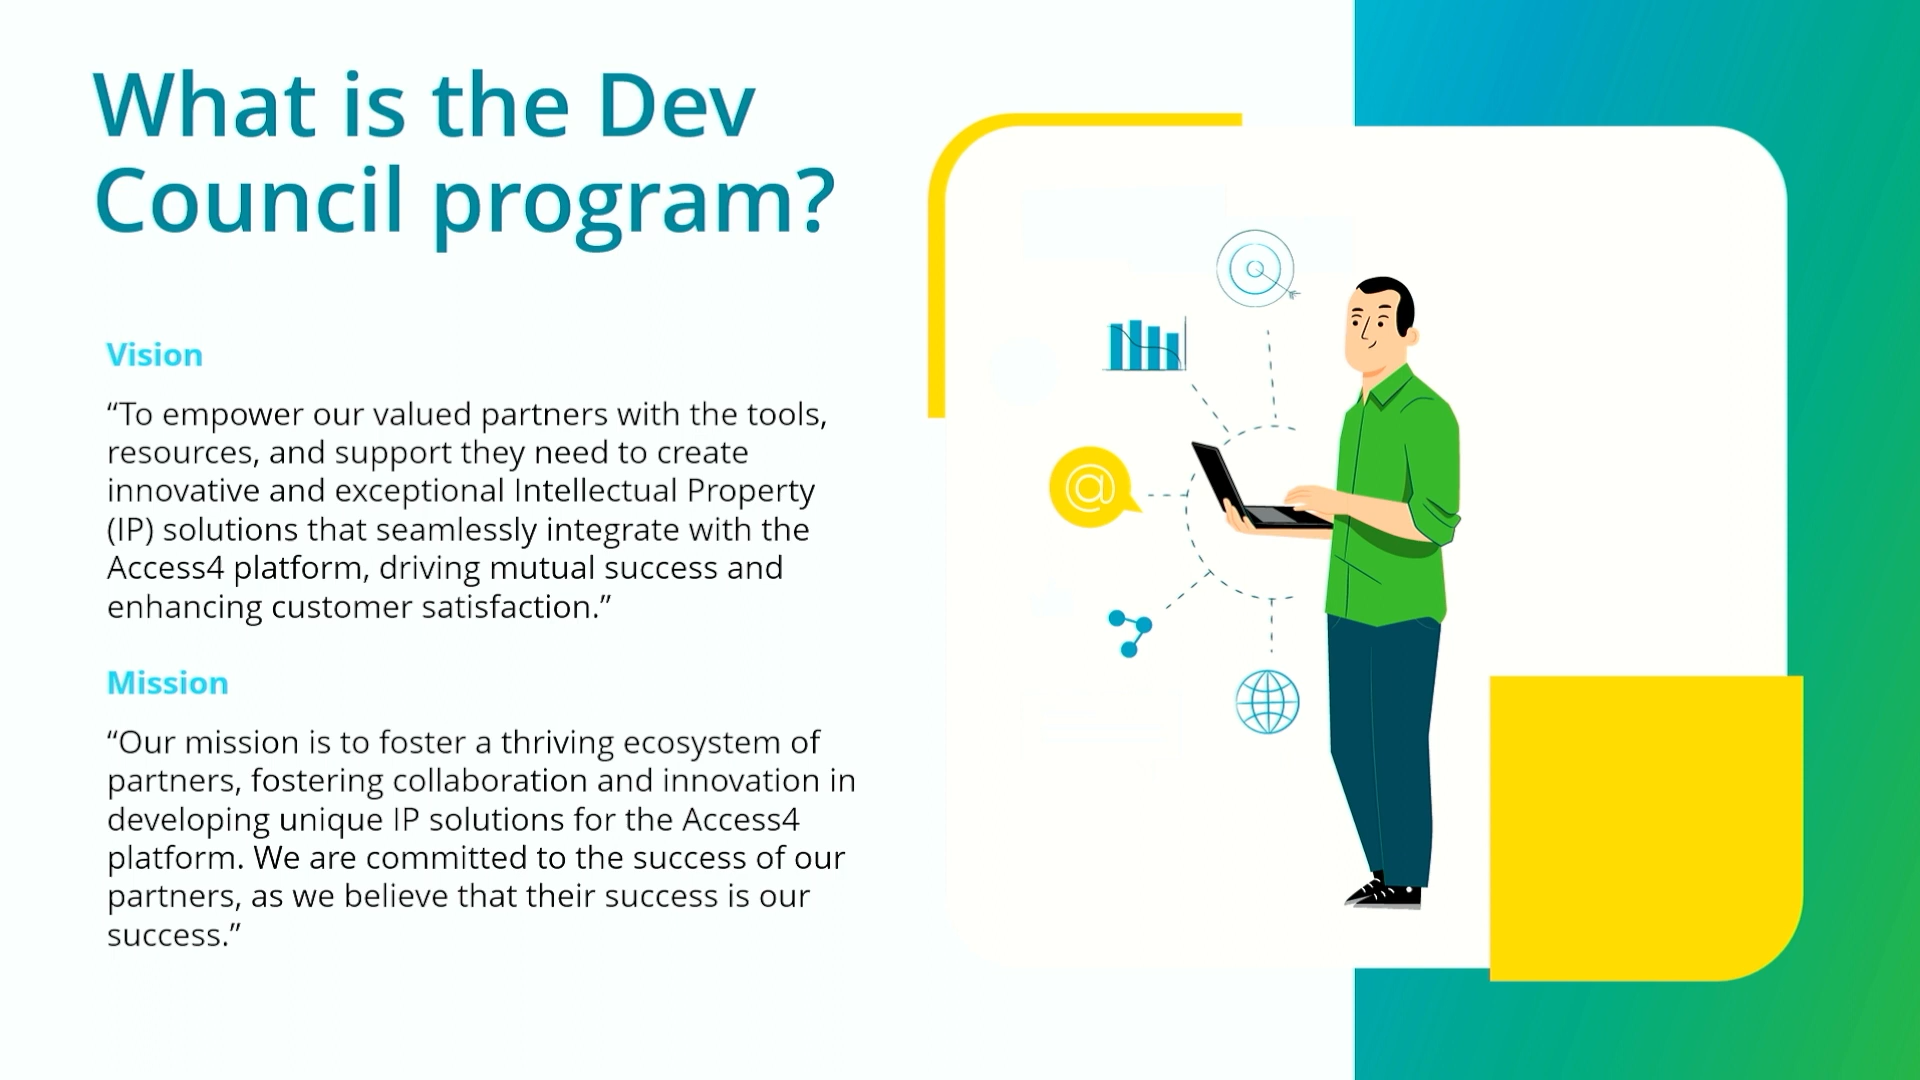 What is the Dev
Council program?
Vision
“To empower our valued partners with the tools,
resources, and support they need to create
innovative and exceptional Intellectual Property
(IP) solutions that seamlessly integrate with the
Access4 platform, driving mutual success and
enhancing customer satisfaction.”
Mission
“Our mission is to foster a thriving ecosystem of
partners, fostering collaboration and innovation in
developing unique IP solutions for the Access4
platform. We are committed to the success of our
partners, as we believe that their success is our
success.”
@